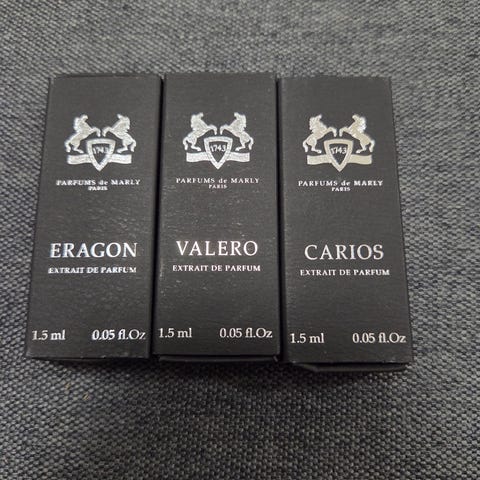 1743
PARFUMS de MARLY
PARIS
ERAGON
EXTRAIT DE PARFUM
1.5 ml 0.05 fl.Oz
1743
PARFUMS de MARLY
PARIS
VALERO
EXTRAIT DE PARFUM
1.5 ml 0.05 fl.Oz
1743
PARFUMS de MARLY
PARIS
CARIOS
EXTRAIT DE PARFUM
1.5 ml 0.05 fl.Oz